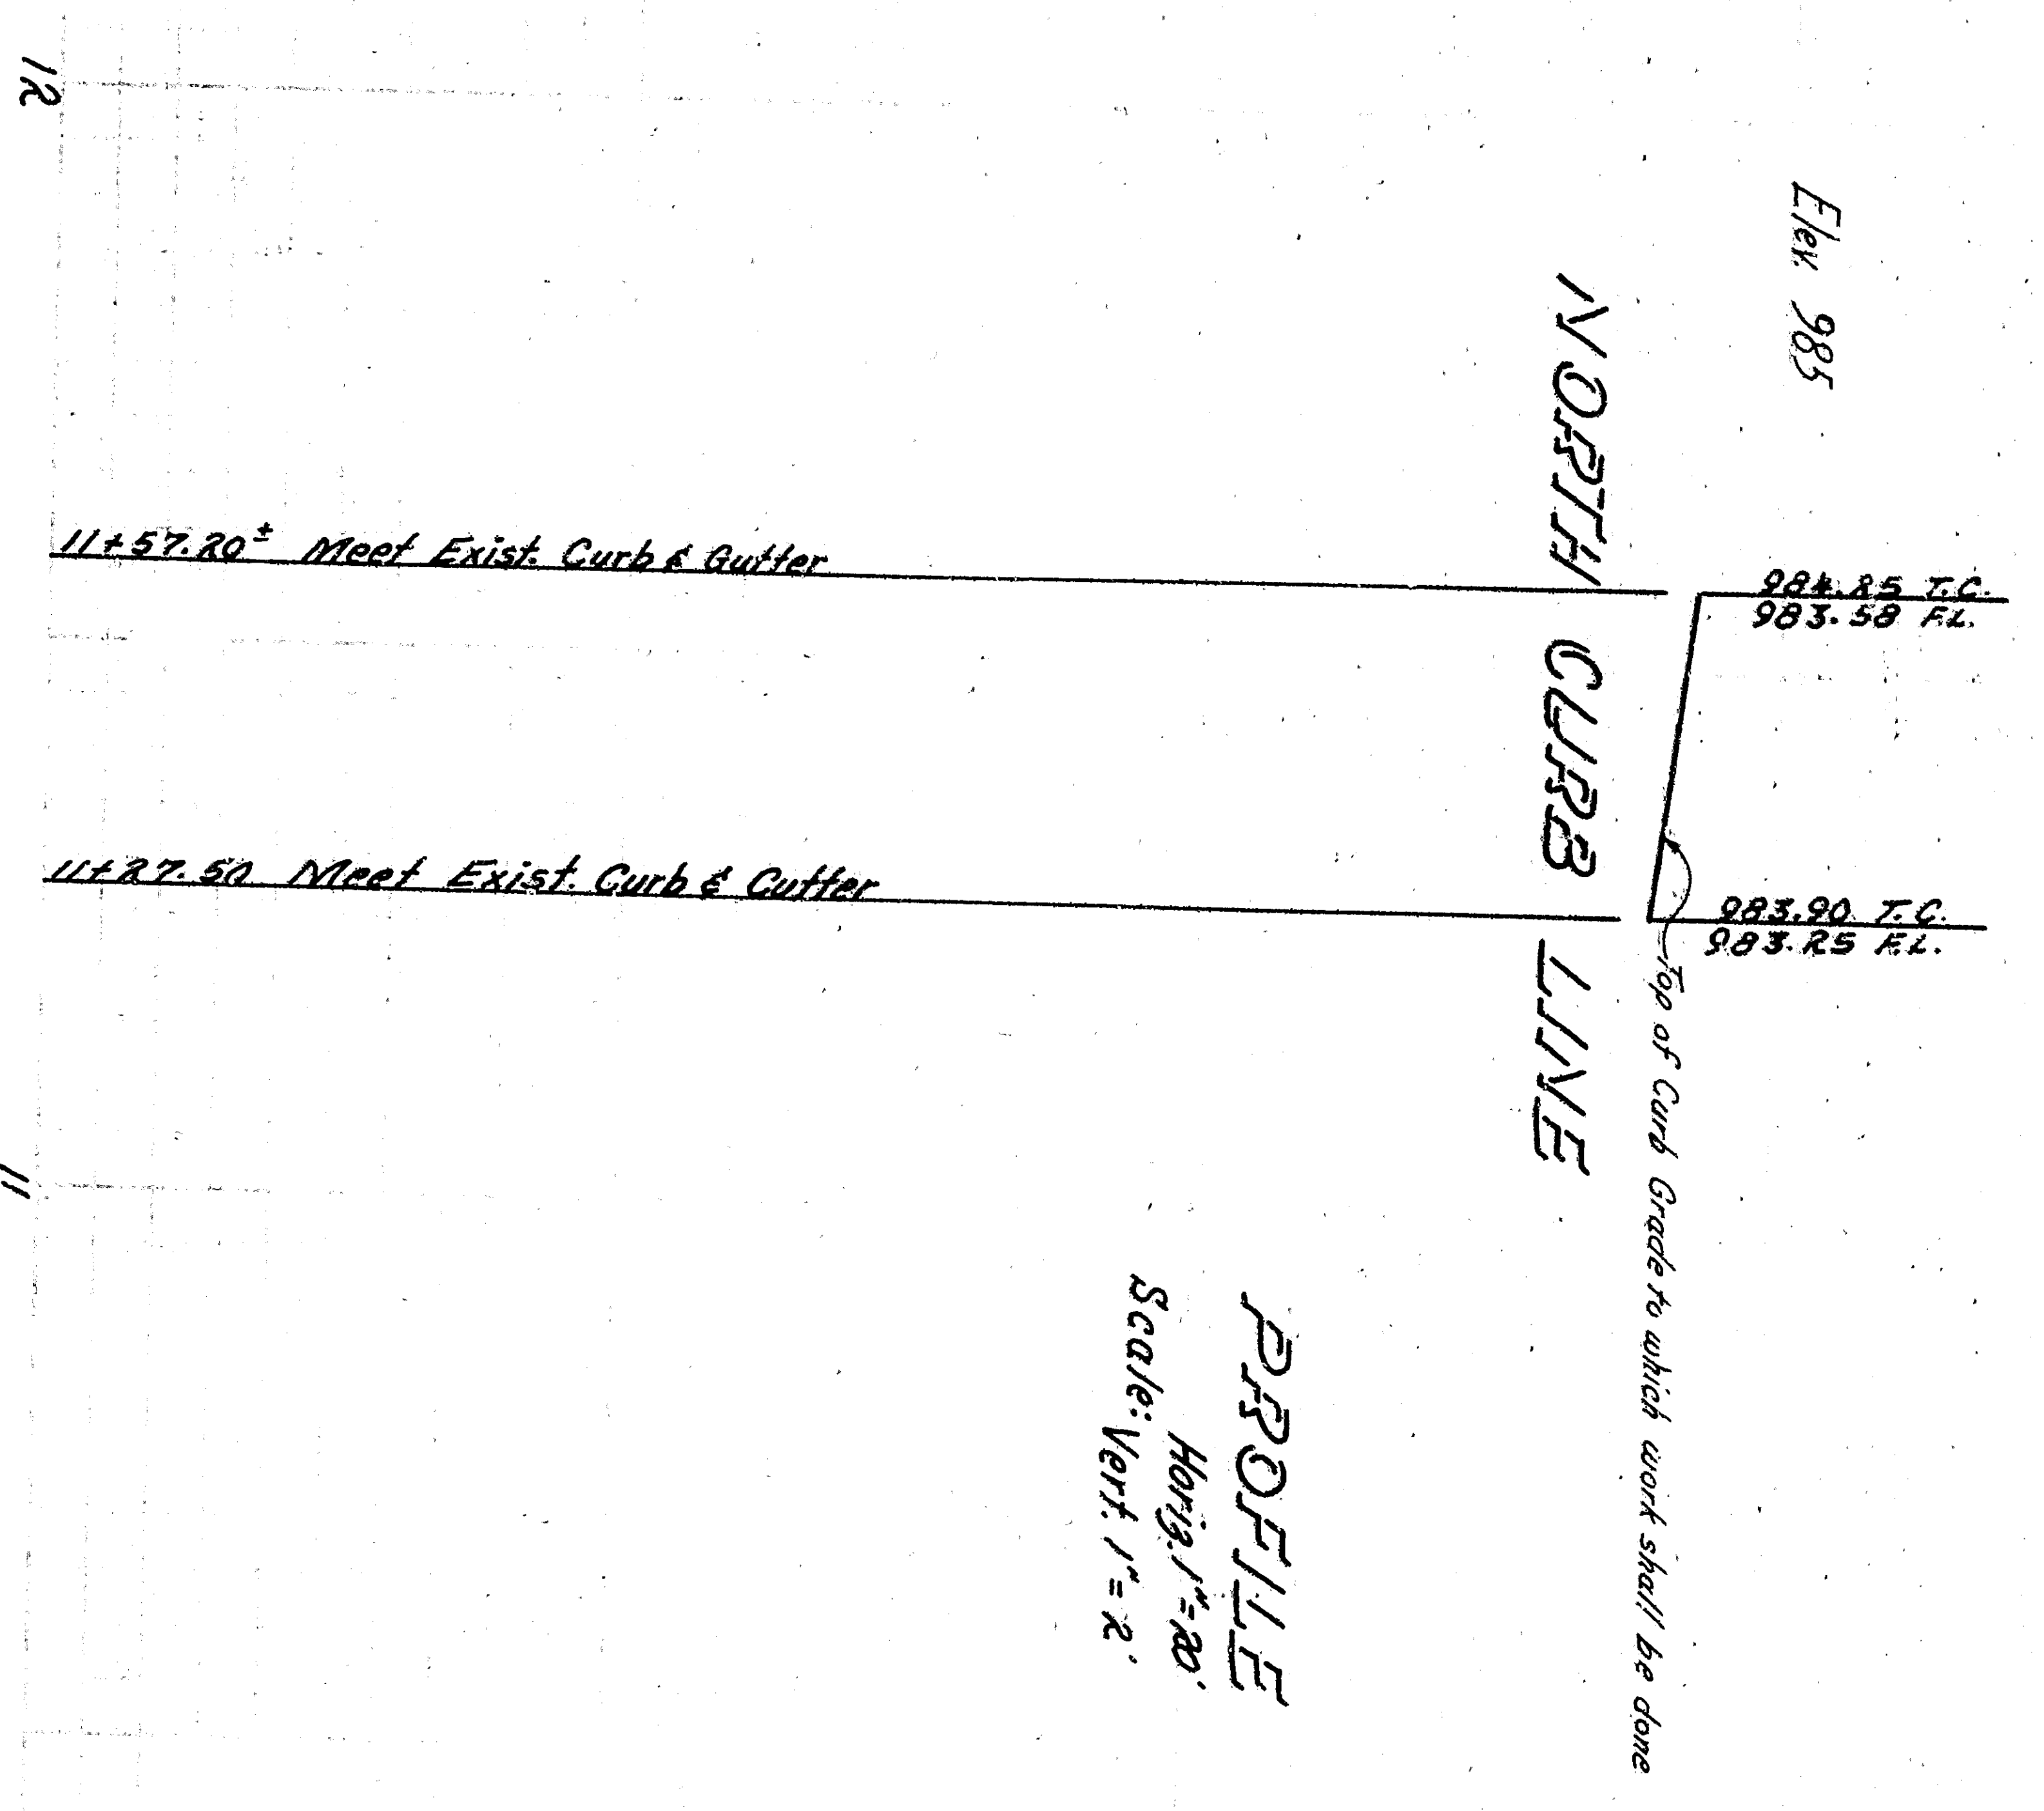 Elev. 985
984.25 T.C.
983.58 F.L.
983.90 T.C.
983.25 F.L.
Top of Curb Grade to which work shall be done
NORTH CURB LINE
PROFILE
Horiz. 1"=20'
Scale: Vert. 1"=2'
11+57.20± Meet Exist. Curb & Gutter
11+27.50 Meet Exist. Curb & Gutter
12
11